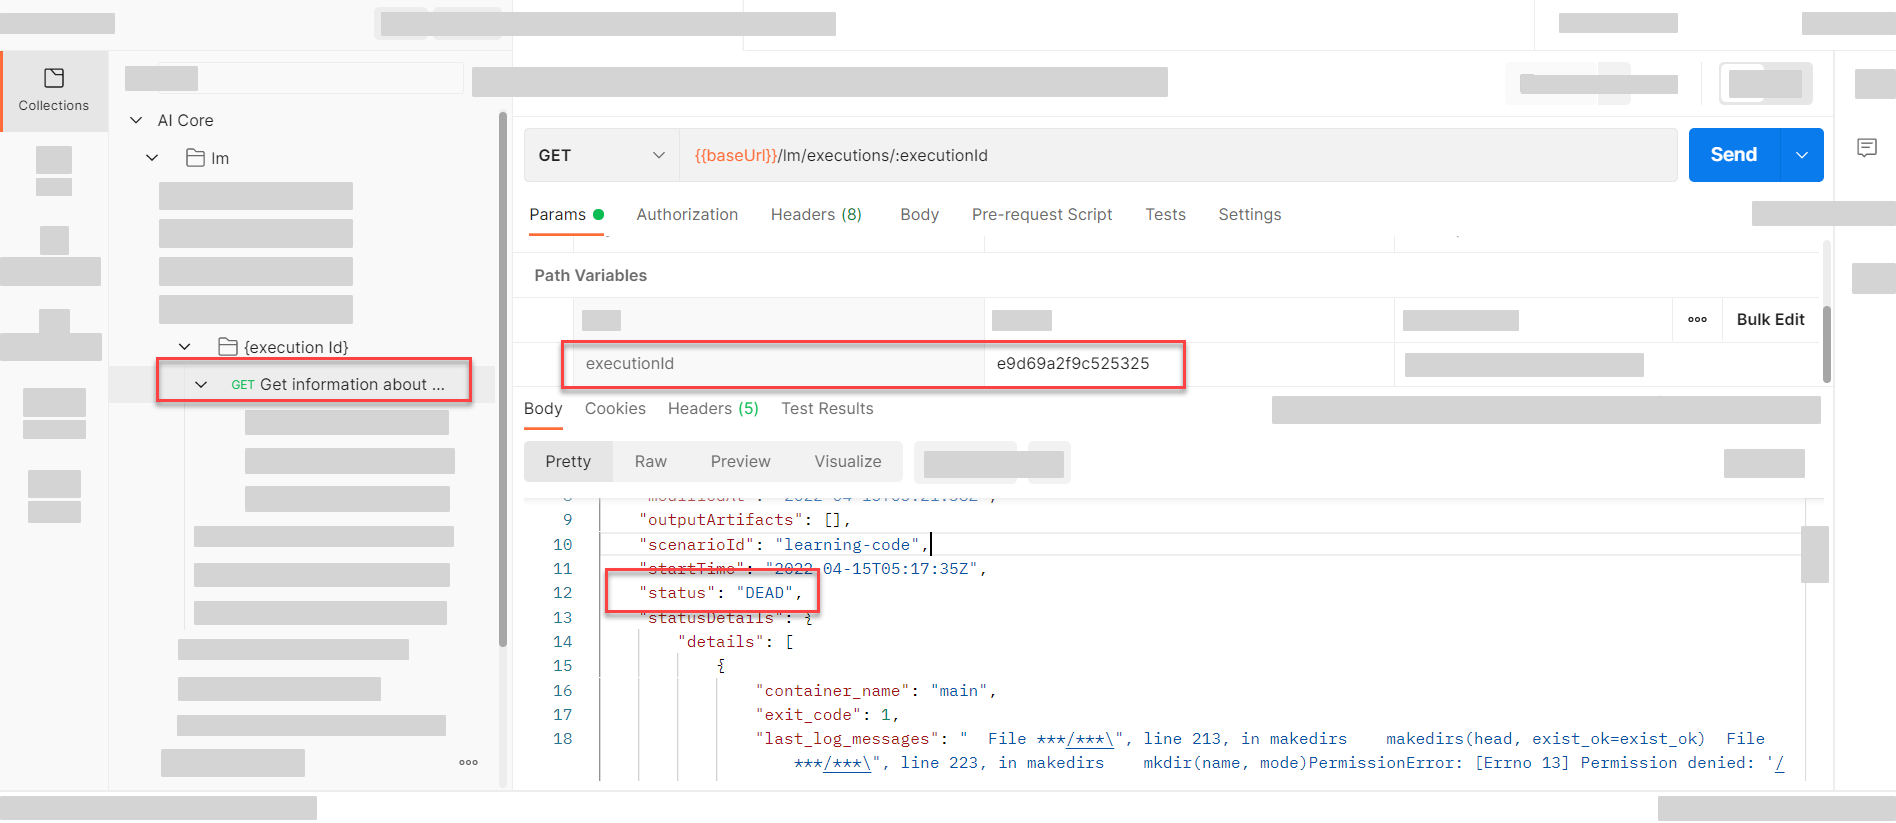 Collections
AI Core
lm
{execution Id}
GET Get information about ...
GET
{{baseUrl}}/lm/executions/:executionId
Send
Params
Authorization
Headers (8)
Body
Pre-request Script
Tests
Settings
Path Variables
Bulk Edit
executionId
e9d69a2f9c525325
Body
Cookies
Headers (5)
Test Results
Pretty
Raw
Preview
Visualize
9 "outputArtifacts": [],
10 "scenarioId": "learning-code",
11 "startTime": "2022-04-15T05:17:35Z",
12 "status": "DEAD",
13 "statusDetails": {
14 "details": [
15 {
16 "container_name": "main",
17 "exit_code": 1,
18 "last_log_messages": "  File ***/***\", line 213, in makedirs    makedirs(head, exist_ok=exist_ok)  File
***/***\", line 223, in makedirs    mkdir(name, mode)PermissionError: [Errno 13] Permission denied: '/